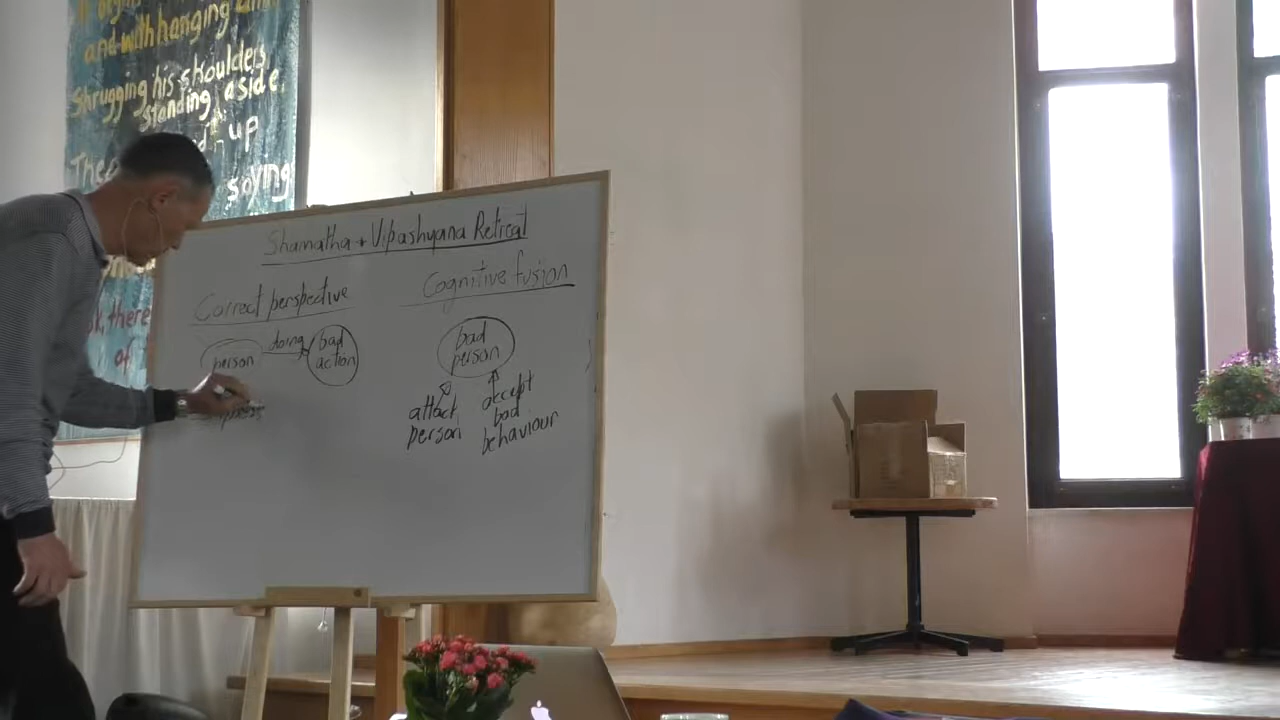 and with hanging
Shrugging his shoulders
standing aside.
up
saying
Shamatha + Vipashyana Retreat
Correct perspective
person
doing
bad
action
Cognitive fusion
bad
person
attack
person
accept
bad
behaviour